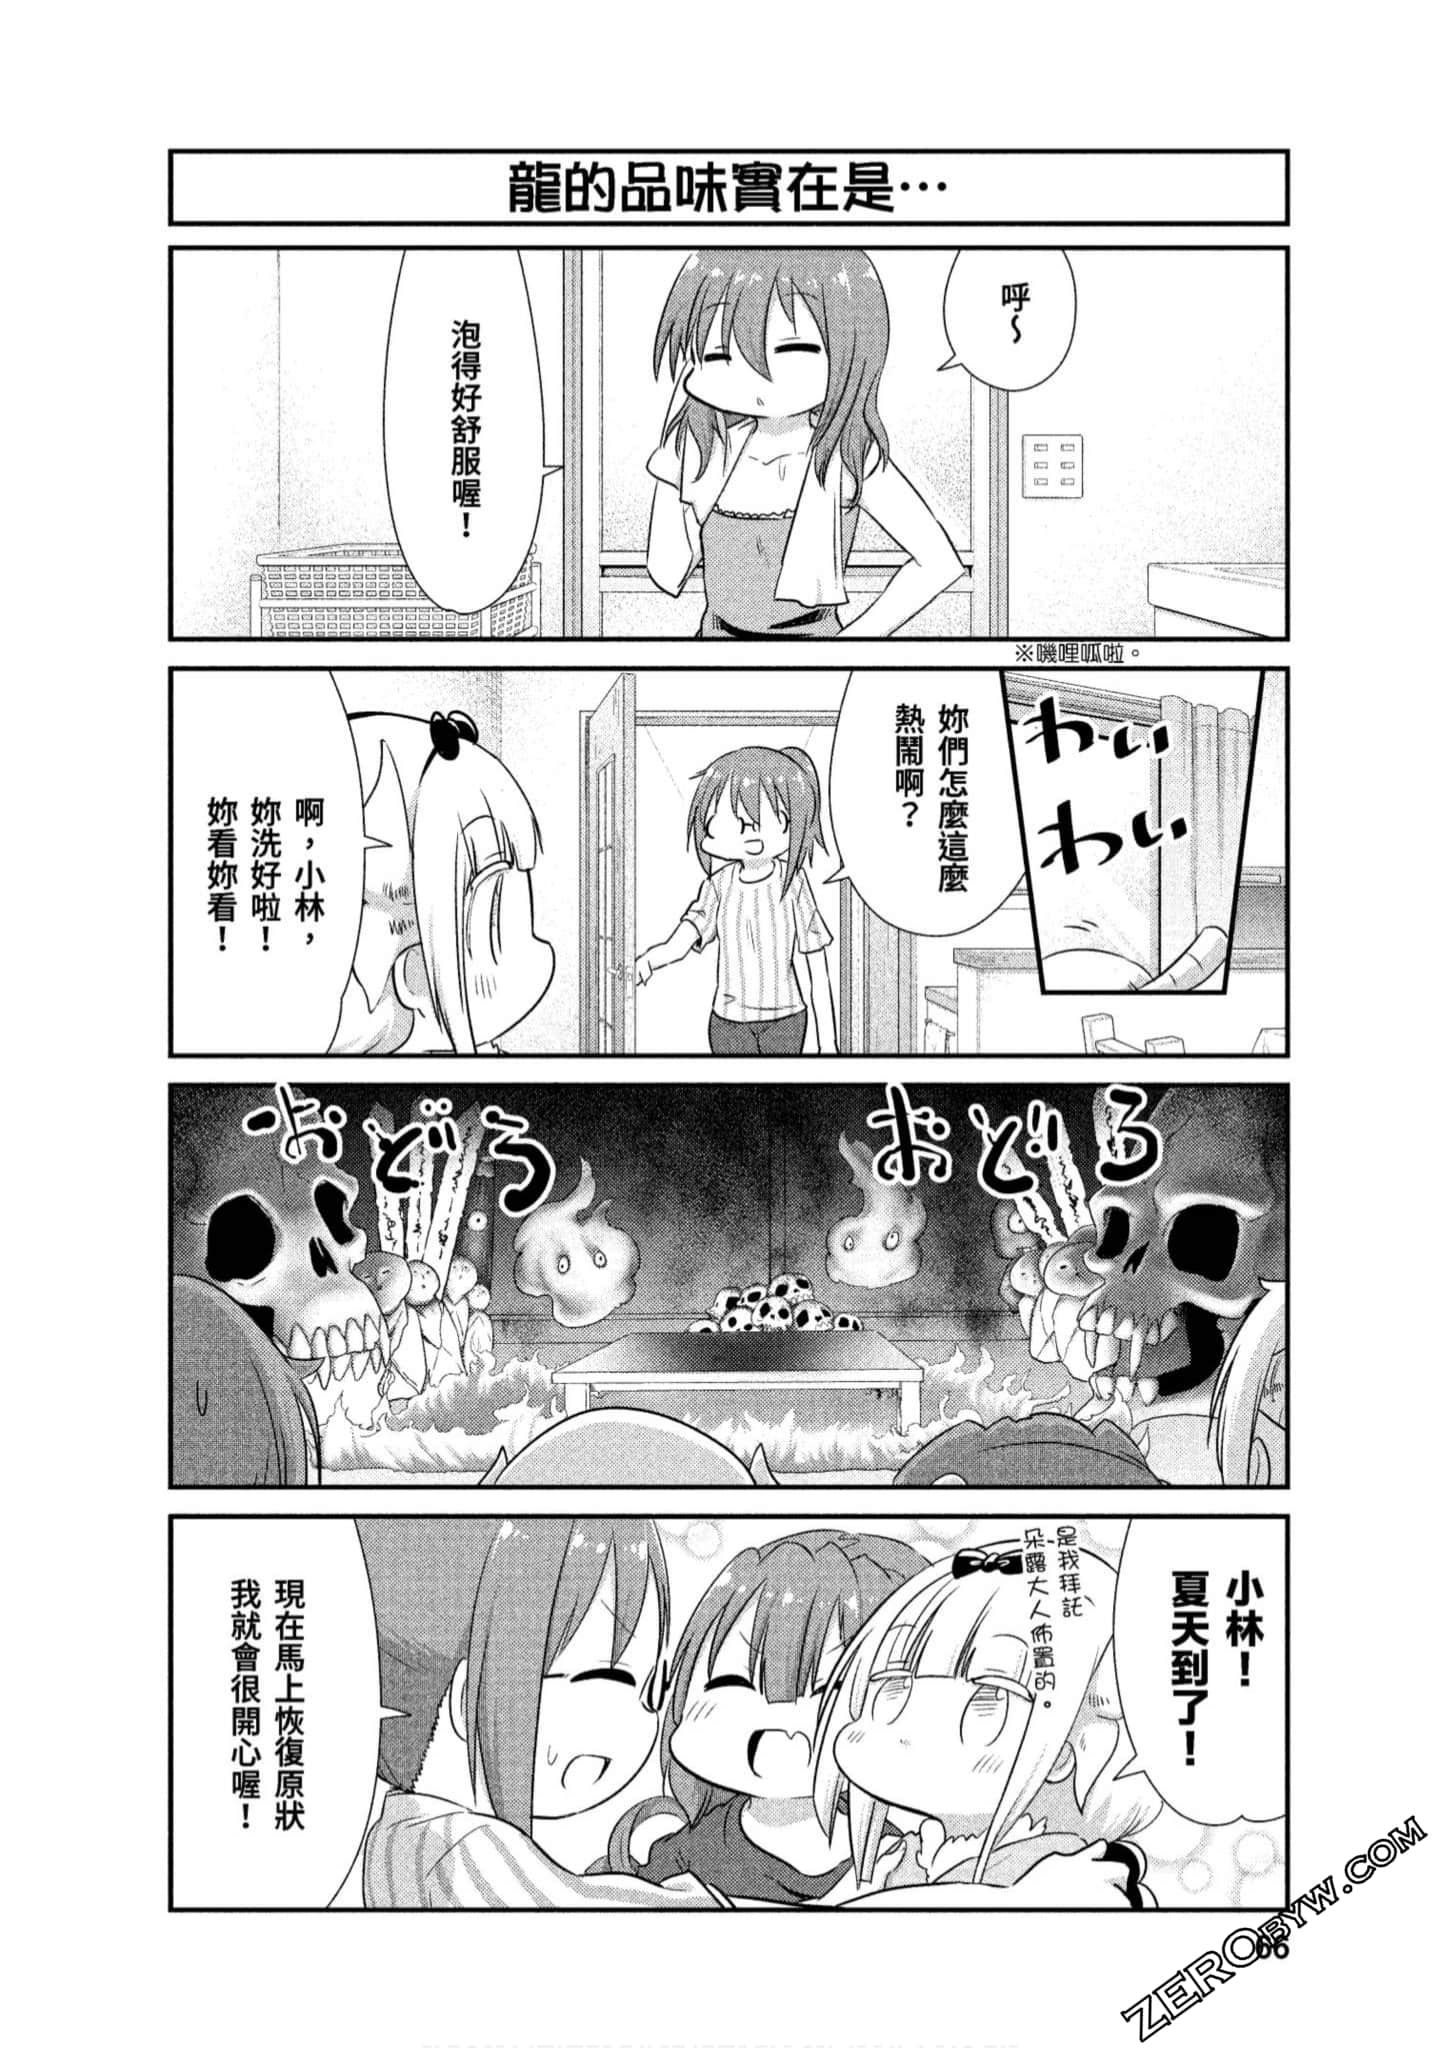 龍的品味實在是…
呼～
泡得好舒服喔！
※嘰哩呱啦。
わい
わい
妳們怎麼這麼
熱鬧啊？
啊，小林，
妳洗好啦！
妳看妳看！
おどろ
おどろ
小林！
夏天到了！
是我拜託
朵露大人佈置的。
現在馬上恢復原狀
我就會很開心喔！
66
ZEROBYW.COM